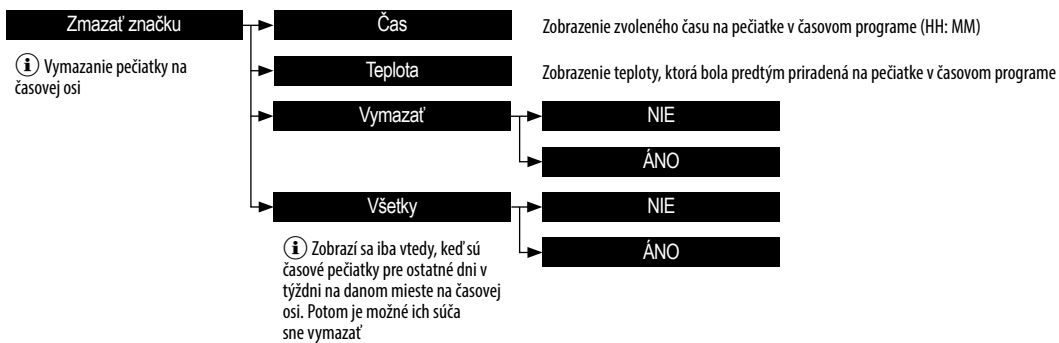 Zmazať značku
Čas
Zobrazenie zvoleného času na pečiatke v časovom programe (HH: MM)
i Vymazanie pečiatky na
časovej osi
Teplota
Zobrazenie teploty, ktorá bola predtým priradená na pečiatke v časovom programe
Vymazať
NIE
ÁNO
Všetky
NIE
ÁNO
i Zobrazí sa iba vtedy, keď sú
časové pečiatky pre ostatné dni v
týždni na danom mieste na časovej
osi. Potom je možné ich súča
sne vymazať